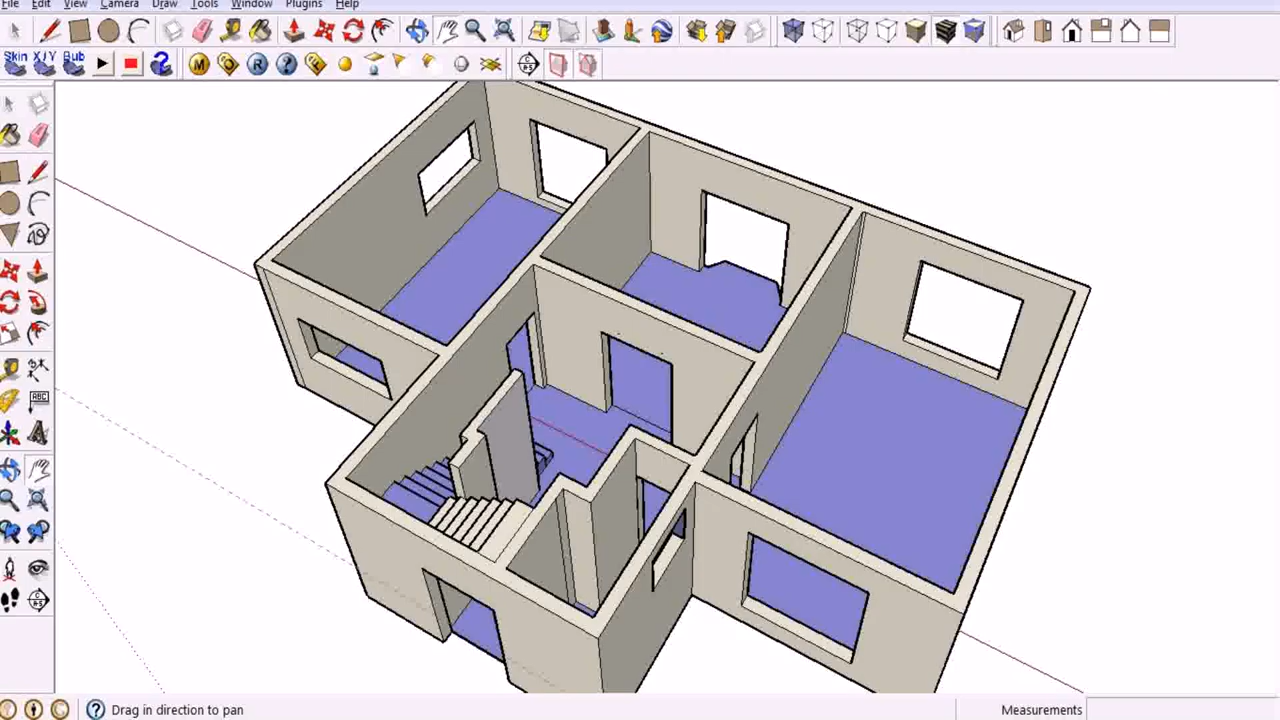 File Edit View Camera Draw Tools Window Plugins Help
Skin X/Y Bub
ABC
Drag in direction to pan
Measurements